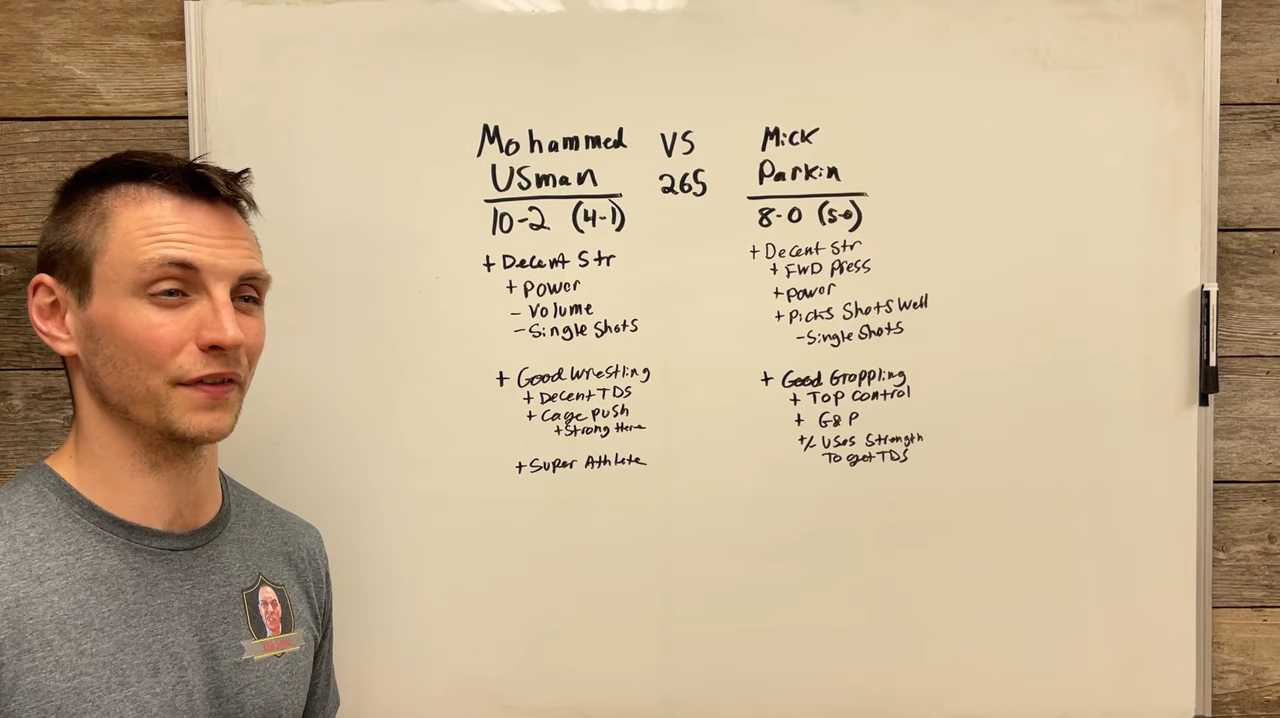 Mohammed
Usman
VS
265
Mick
Parkin
10-2 (4-1)
+ Decent Str
+ Power
- Volume
- Single Shots
+ Good Wrestling
+ Decent TDS
+ Cage Push
+ Strong Here
+ Super Athlete
8-0 (5-0)
+ Decent Str
+ FWD Press
+ Power
+ Picks Shots Well
- Single Shots
+ Good Grappling
+ Top Control
+ G&P
+/- Uses Strength
To get TDS